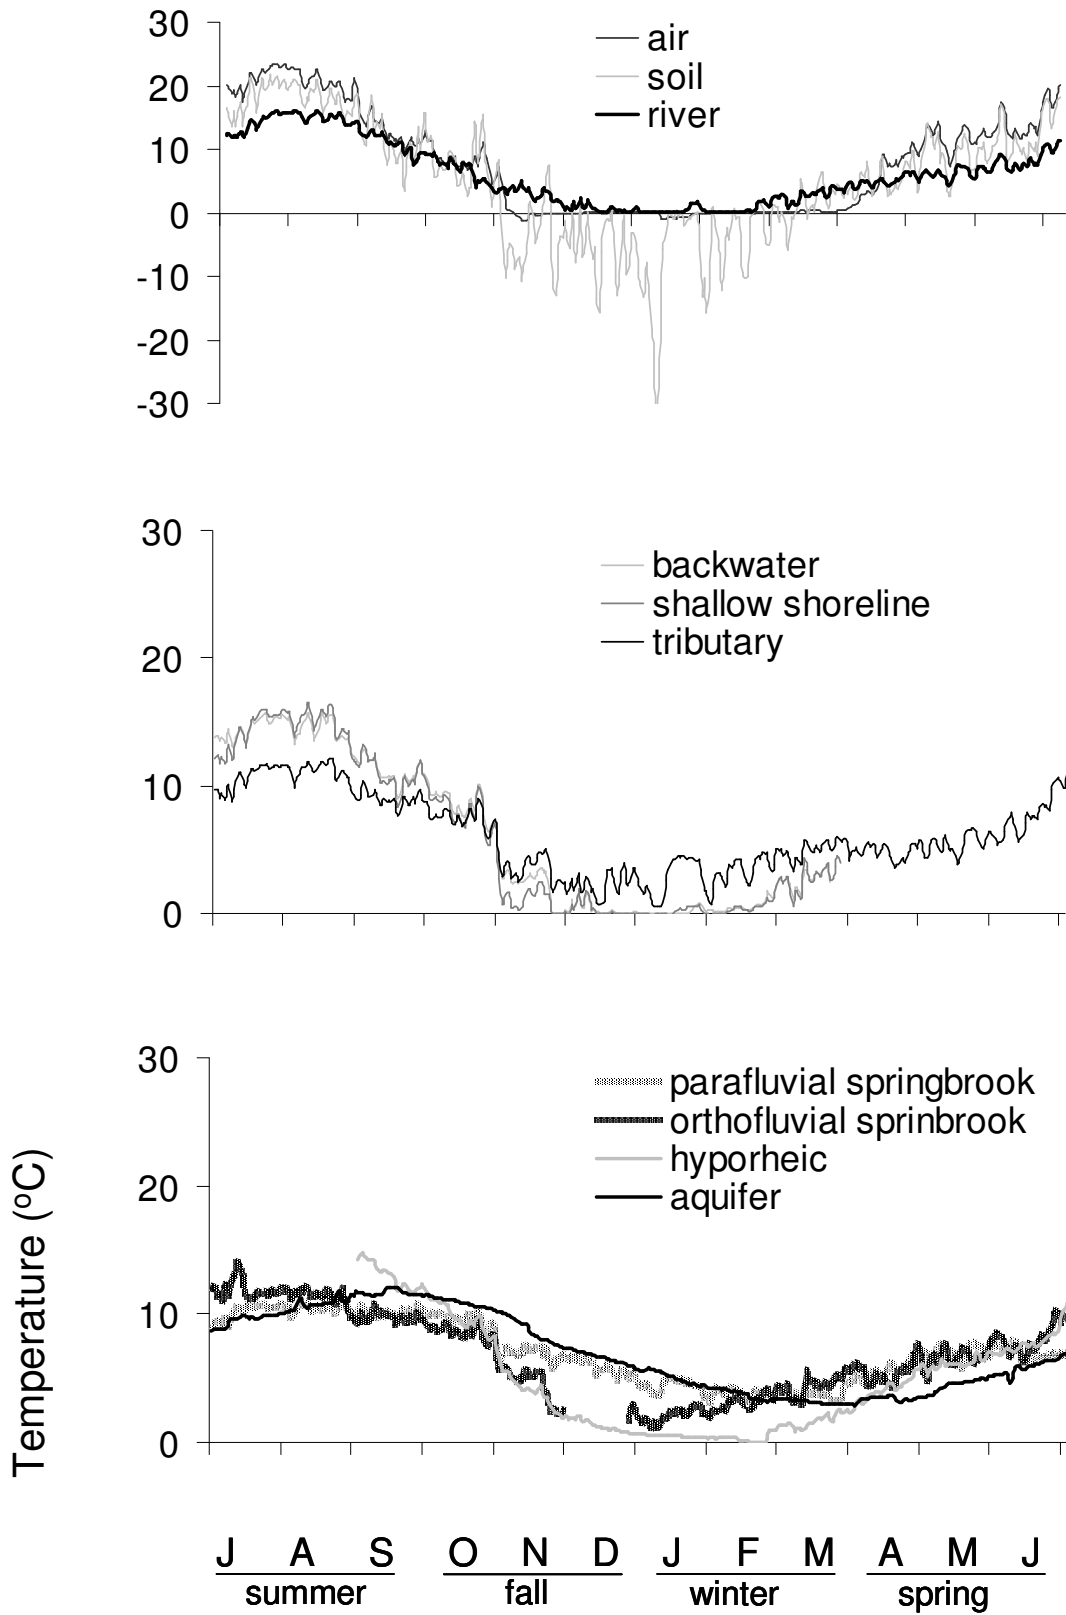 30
20
10
0
-10
-20
-30
air
soil
river
30
20
10
0
backwater
shallow shoreline
tributary
30
20
10
0
parafluvial springbrook
orthofluvial sprinbrook
hyporheic
aquifer
Temperature (ºC)
J A S O N D J F M A M J
summer fall winter spring